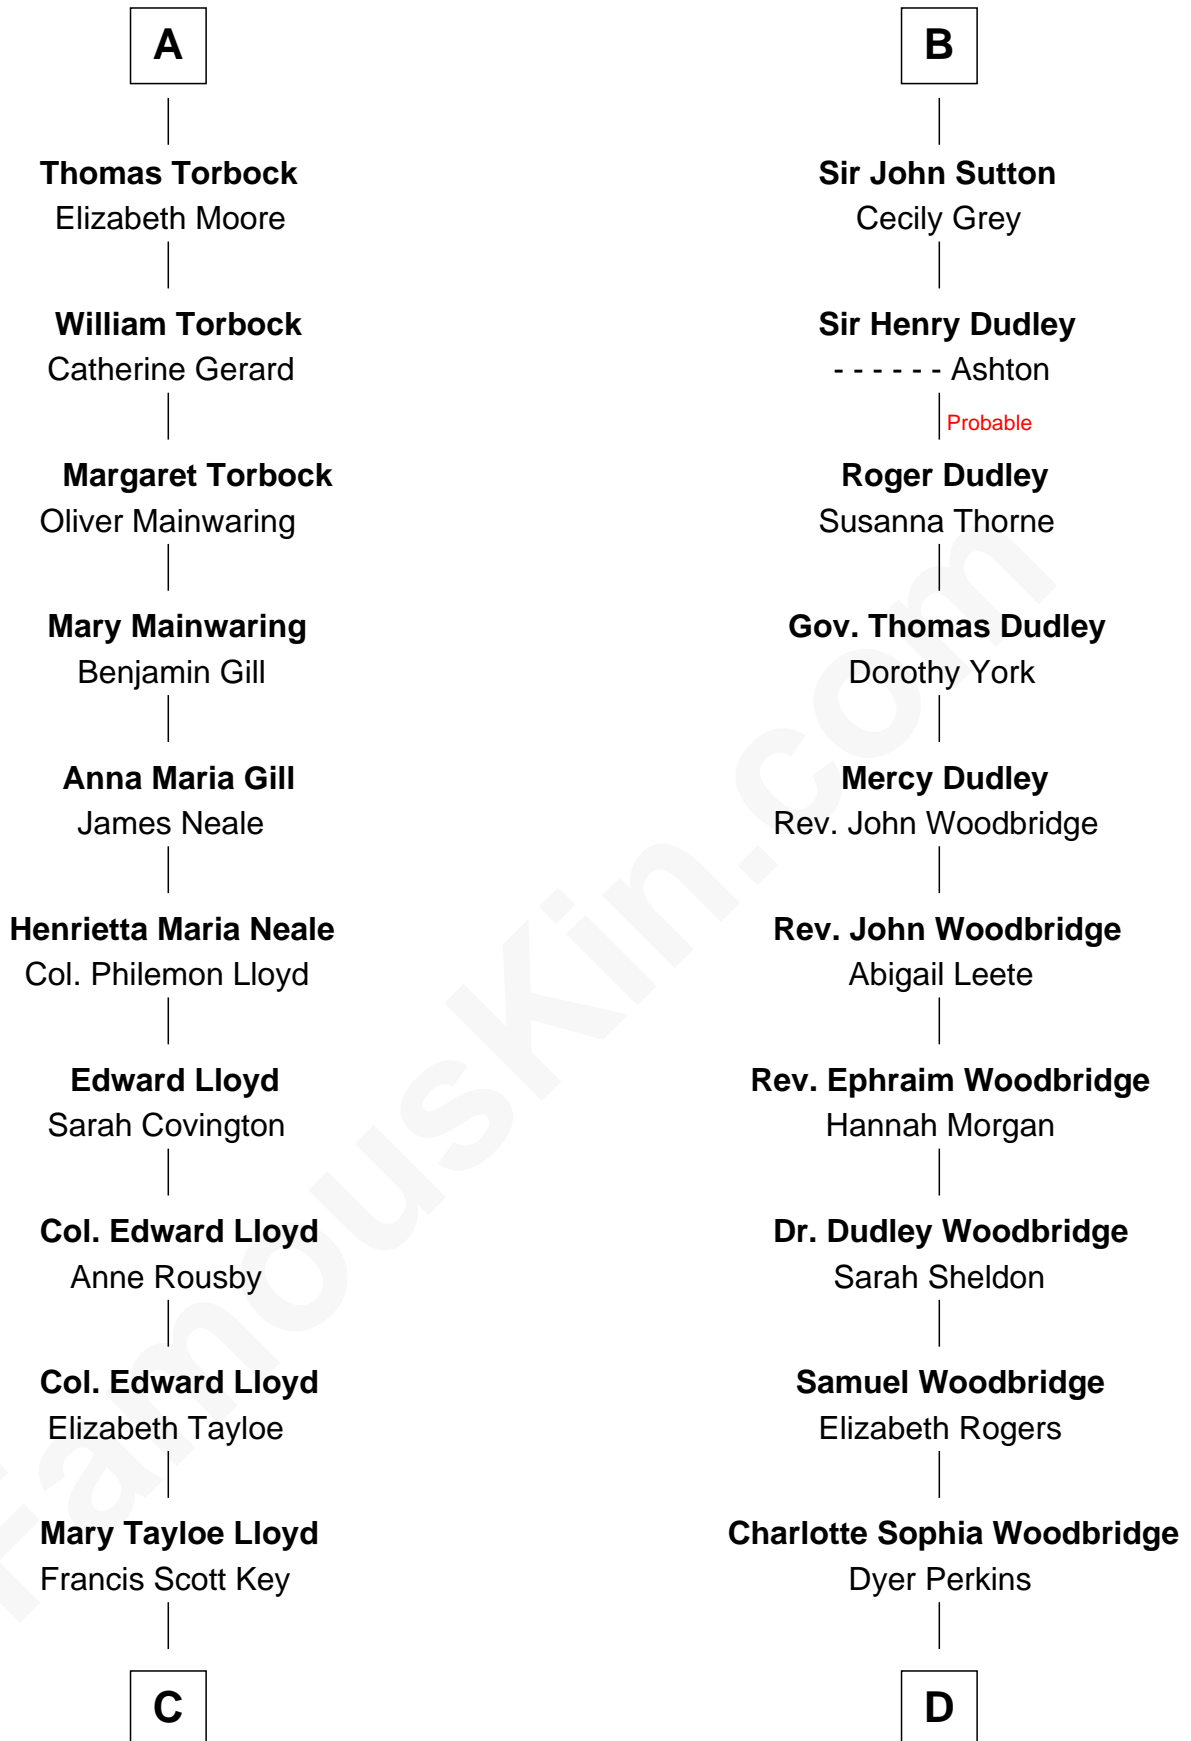 A
Thomas Torbock
Elizabeth Moore
William Torbock
Catherine Gerard
Margaret Torbock
Oliver Mainwaring
Mary Mainwaring
Benjamin Gill
Anna Maria Gill
James Neale
Henrietta Maria Neale
Col. Philemon Lloyd
Edward Lloyd
Sarah Covington
Col. Edward Lloyd
Anne Rousby
Col. Edward Lloyd
Elizabeth Tayloe
Mary Tayloe Lloyd
Francis Scott Key
C
B
Sir John Sutton
Cecily Grey
Sir Henry Dudley
- - - - - - Ashton
Probable
Roger Dudley
Susanna Thorne
Gov. Thomas Dudley
Dorothy York
Mercy Dudley
Rev. John Woodbridge
Rev. John Woodbridge
Abigail Leete
Rev. Ephraim Woodbridge
Hannah Morgan
Dr. Dudley Woodbridge
Sarah Sheldon
Samuel Woodbridge
Elizabeth Rogers
Charlotte Sophia Woodbridge
Dyer Perkins
D
FamousKin.com